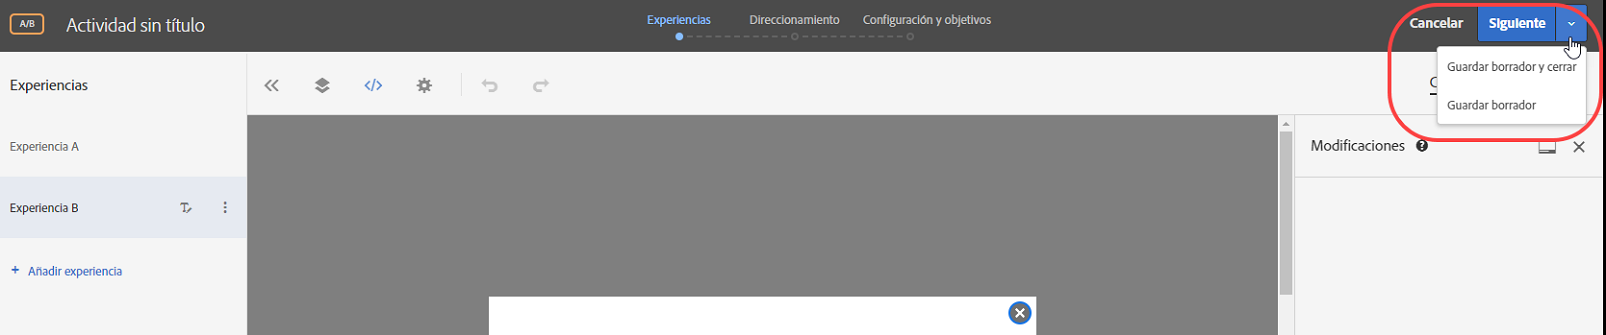 A/B
Actividad sin título
Experiencias
Direccionamiento
Configuración y objetivos
Cancelar
Siguiente
Guardar borrador y cerrar
Guardar borrador
Experiencias
Experiencia A
Experiencia B
+ Añadir experiencia
Modificaciones